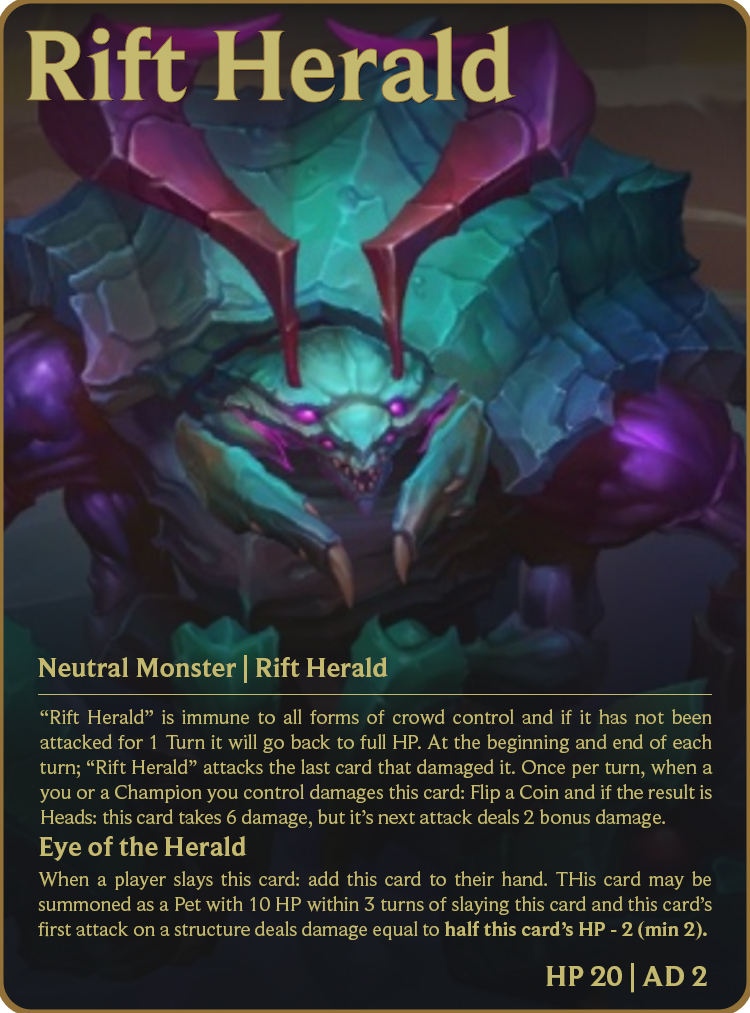 Rift Herald
Neutral Monster | Rift Herald
“Rift Herald” is immune to all forms of crowd control and if it has not been
attacked for 1 Turn it will go back to full HP. At the beginning and end of each
turn; “Rift Herald” attacks the last card that damaged it. Once per turn, when a
you or a Champion you control damages this card: Flip a Coin and if the result is
Heads: this card takes 6 damage, but it’s next attack deals 2 bonus damage.
Eye of the Herald
When a player slays this card: add this card to their hand. THis card may be
summoned as a Pet with 10 HP within 3 turns of slaying this card and this card’s
first attack on a structure deals damage equal to half this card’s HP - 2 (min 2).
HP 20 | AD 2